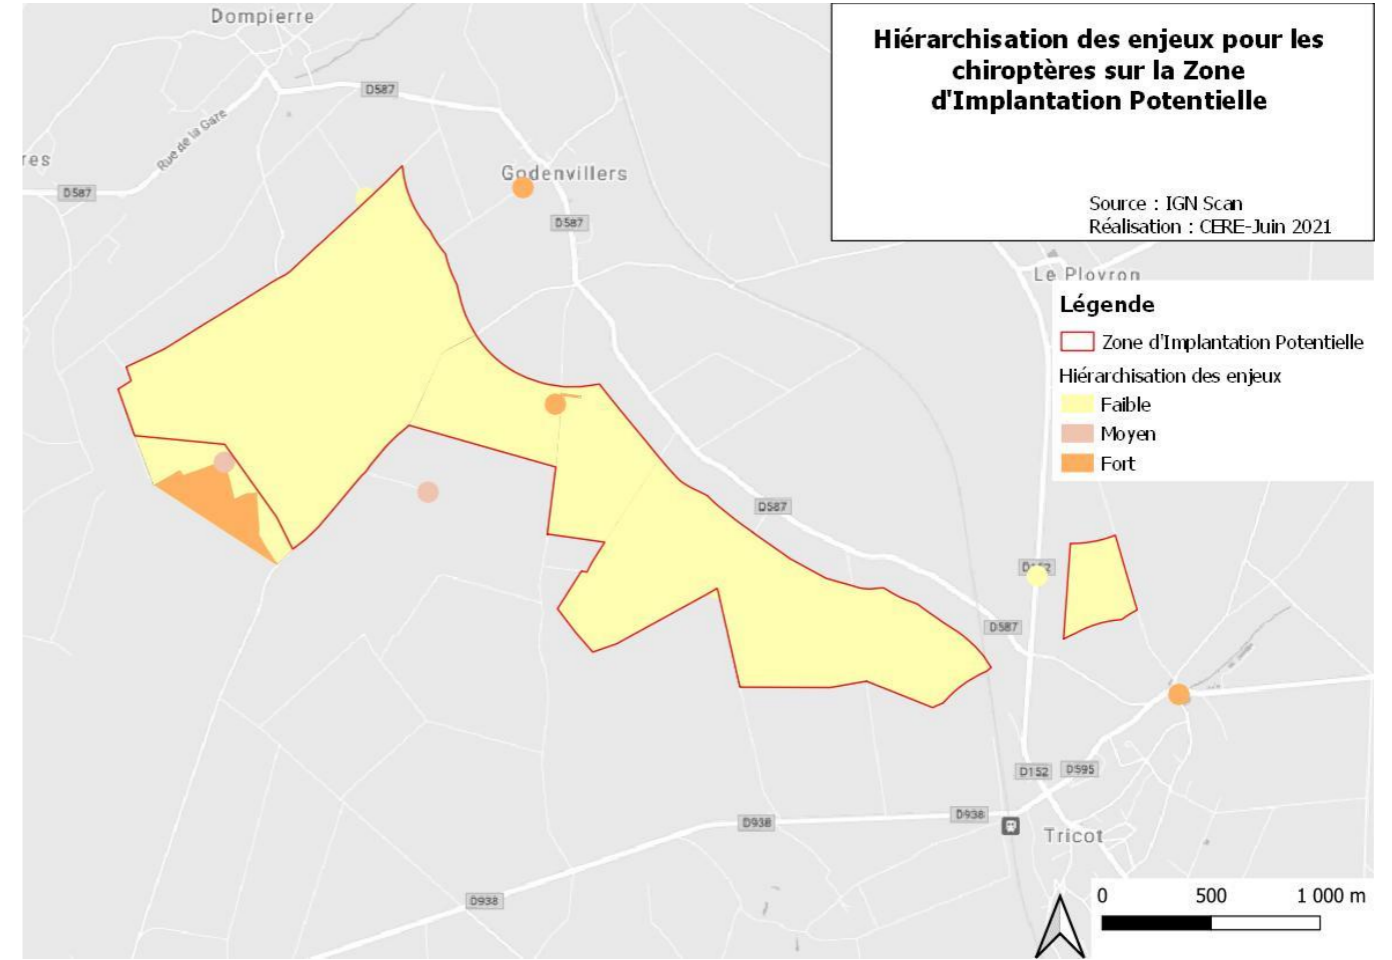 Dompierre
Hiérarchisation des enjeux pour les
chiroptères sur la Zone
d'Implantation Potentielle
Source : IGN Scan
Réalisation : CERE-Juin 2021
D587
Rue de la Gare
res
D587
Godenvillers
D587
Le Ployron
Légende
Zone d'Implantation Potentielle
Hiérarchisation des enjeux
Faible
Moyen
Fort
D587
D587
D152
D595
D938
D938
Tricot
D938
0 500 1 000 m